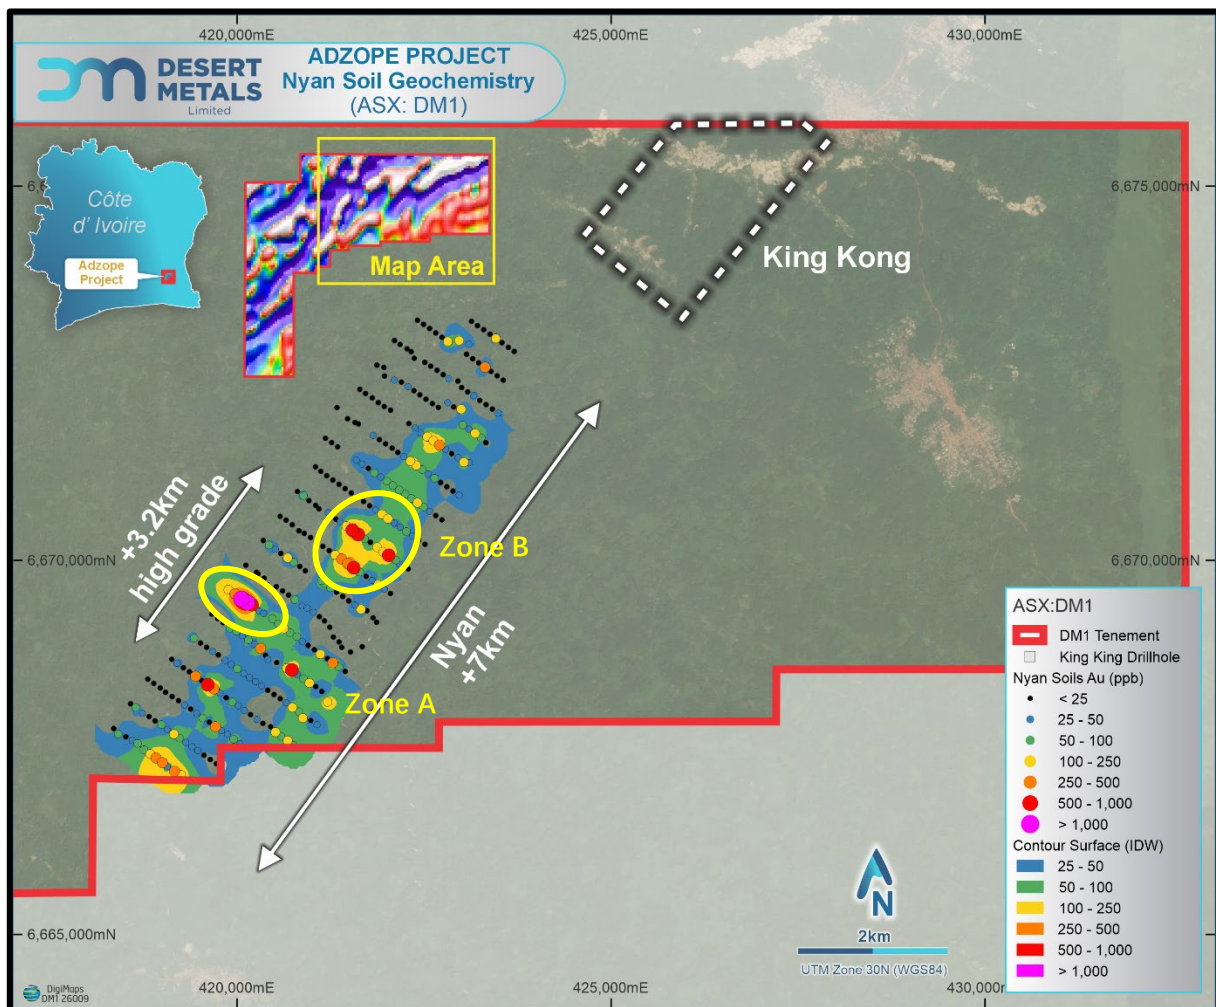 420,000mE
425,000mE
430,000mE
DESERT
METALS
Limited
ADZOPE PROJECT
Nyan Soil Geochemistry
(ASX: DM1)
Côte
d' Ivoire
Adzope
Project
Map Area
6,675,000mN
King Kong
+3.2km
high grade
Zone B
6,670,000mN
6,670,000mN
Nyan
+7km
Zone A
ASX:DM1
DM1 Tenement
King King Drillhole
Nyan Soils Au (ppb)
< 25
25 - 50
50 - 100
100 - 250
250 - 500
500 - 1,000
> 1,000
Contour Surface (IDW)
25 - 50
50 - 100
100 - 250
250 - 500
500 - 1,000
> 1,000
N
2km
UTM Zone 30N (WGS84)
6,665,000mN
DigiMaps
DM1 26009
420,000mE
425,000mE
430,000mE